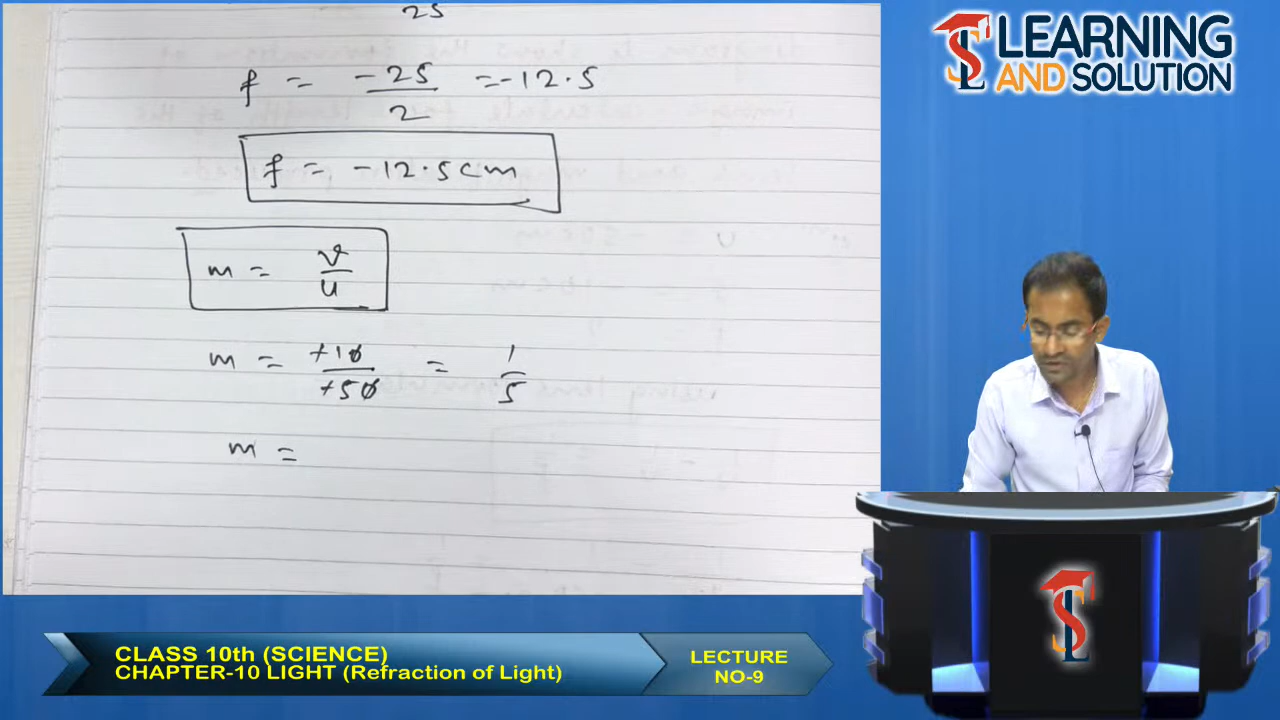 25
f = -25/2 = -12.5
f = -12.5cm
m = v/u
m = +10/+50 = 1/5
m =
SL LEARNING
AND SOLUTION
CLASS 10th (SCIENCE)
CHAPTER-10 LIGHT (Refraction of Light)
LECTURE
NO-9